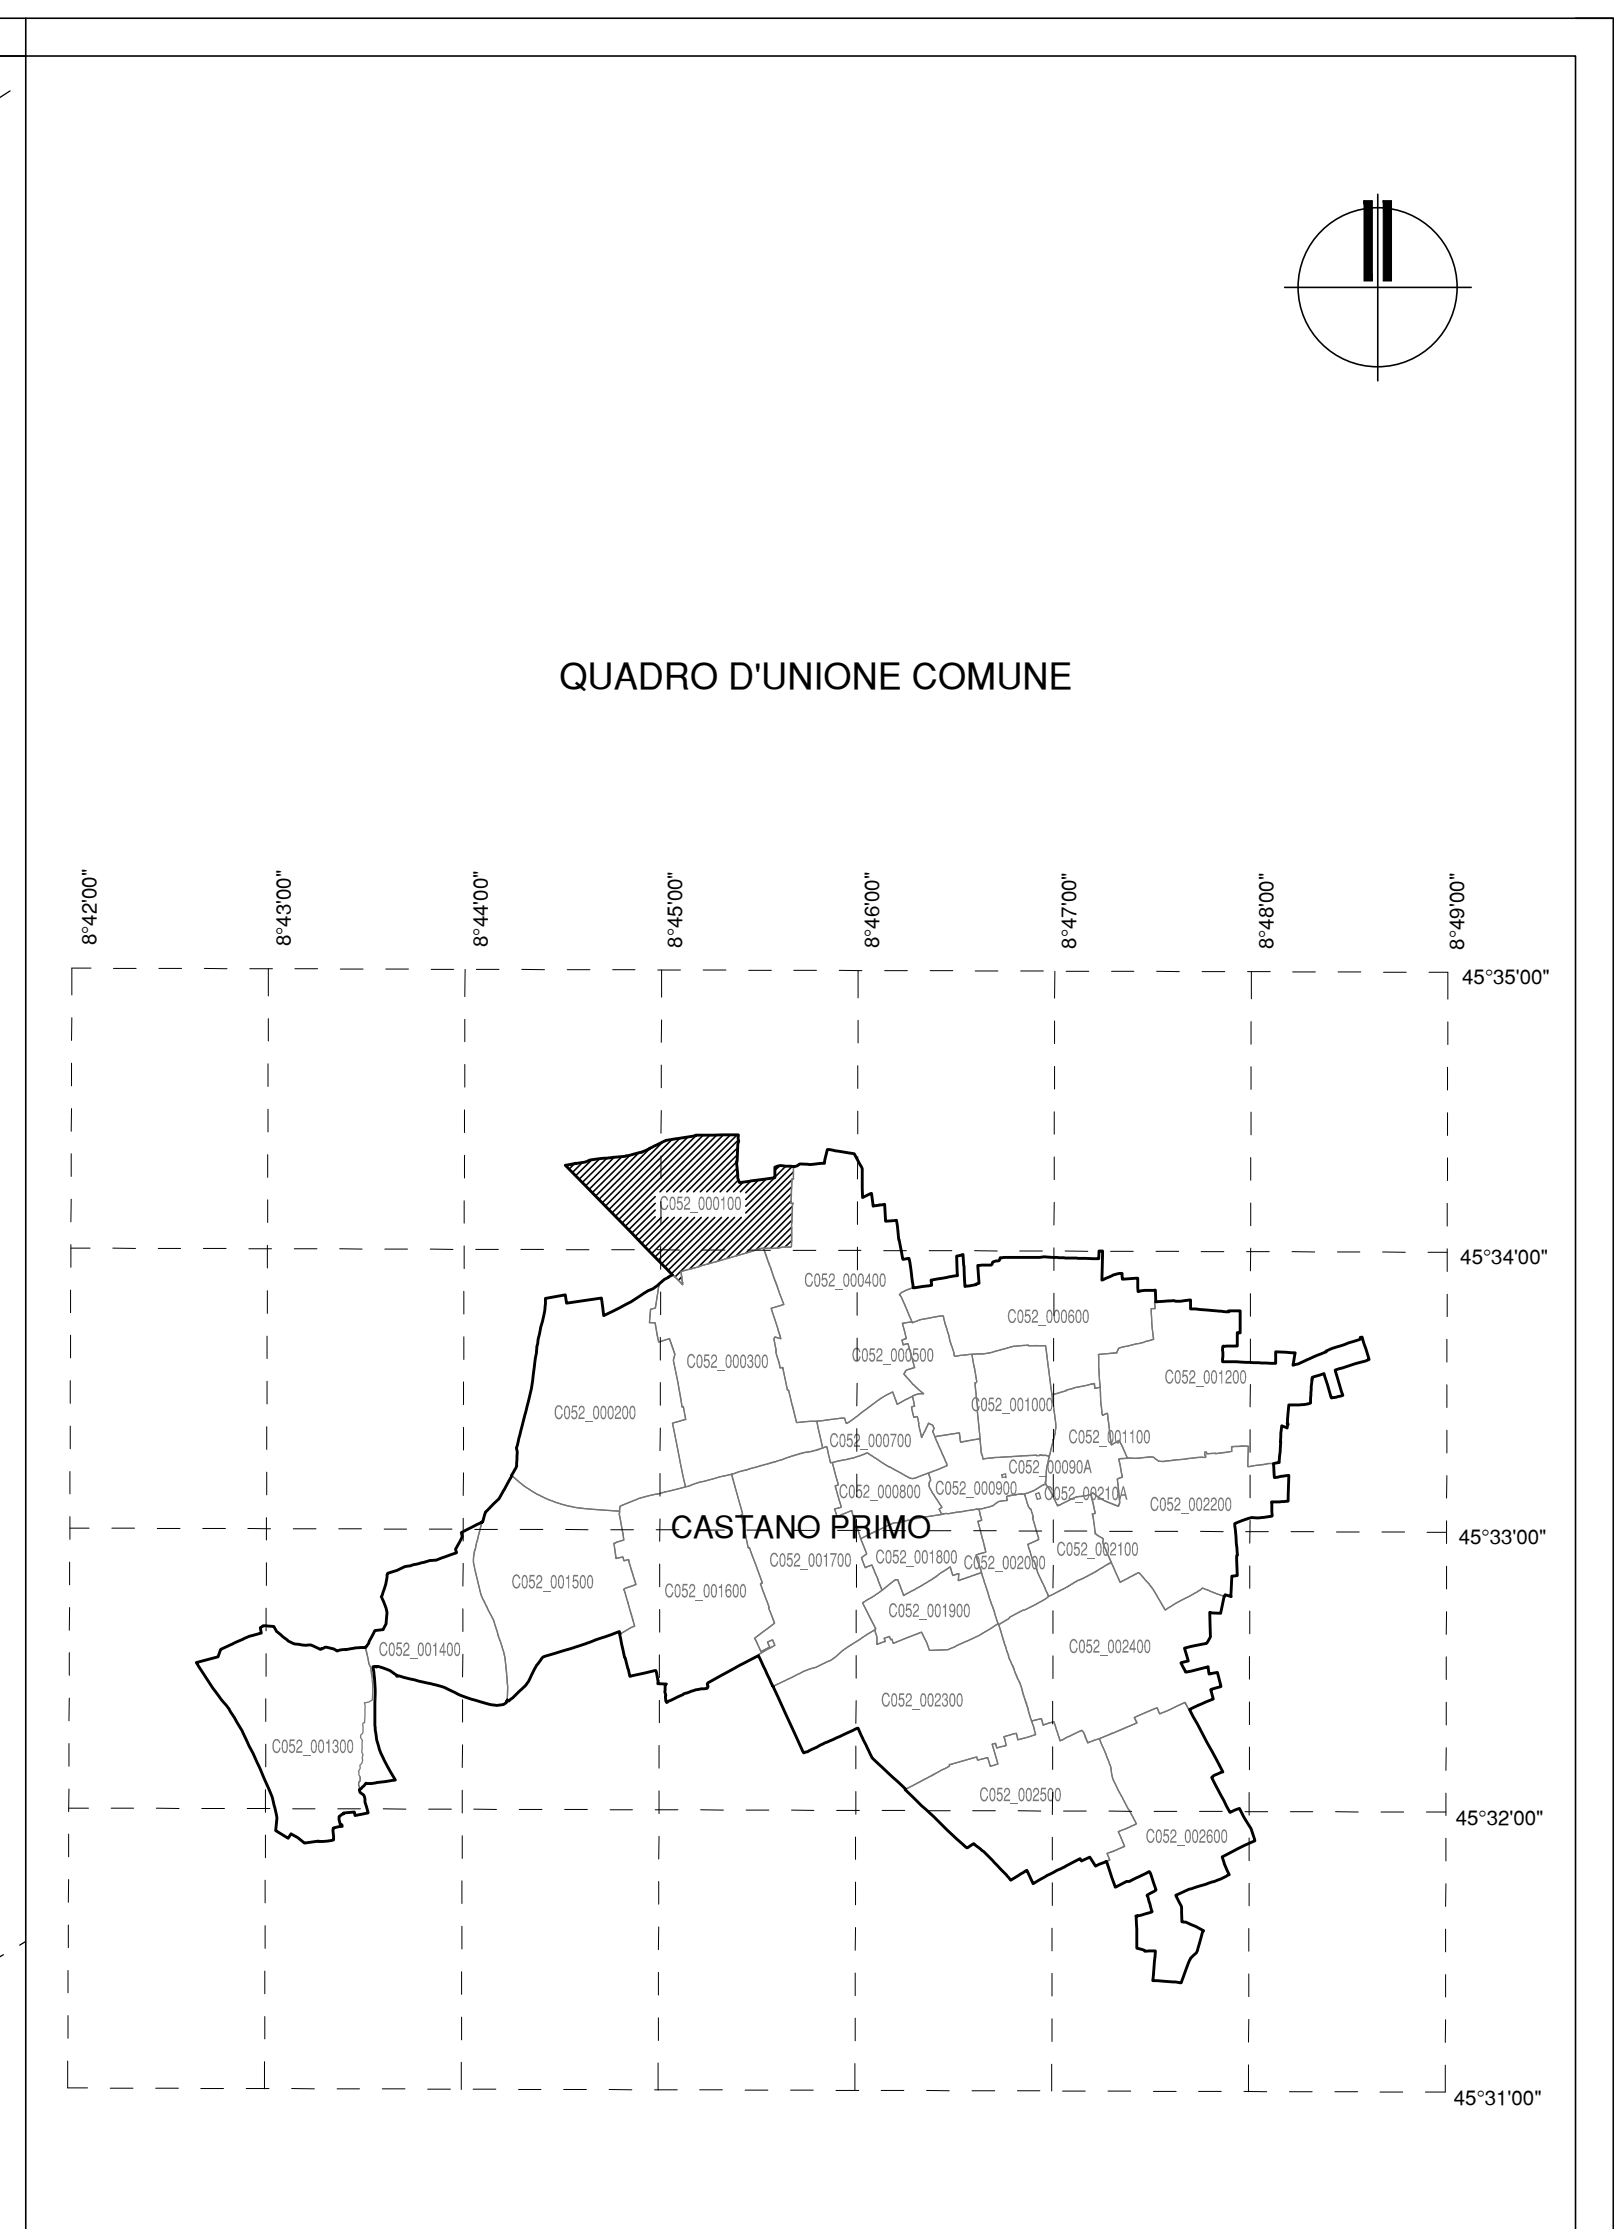 QUADRO D'UNIONE COMUNE
8°42'00"
8°43'00"
8°44'00"
8°45'00"
8°46'00"
8°47'00"
8°48'00"
8°49'00"
45°35'00"
C052_000100
45°34'00"
C052_000400
C052_000600
C052_000500
C052_000300
C052_001200
C052_001000
C052_000200
C052_001100
C052_000700
C052_00090A
C052_000900
C052_000800
C052_00210A
C052_002200
CASTANO PRIMO
45°33'00"
C052_002100
C052_001800
C052_001700
C052_002000
C052_001500
C052_001600
C052_001900
C052_002400
C052_001400
C052_002300
C052_001300
C052_002500
45°32'00"
C052_002600
45°31'00"